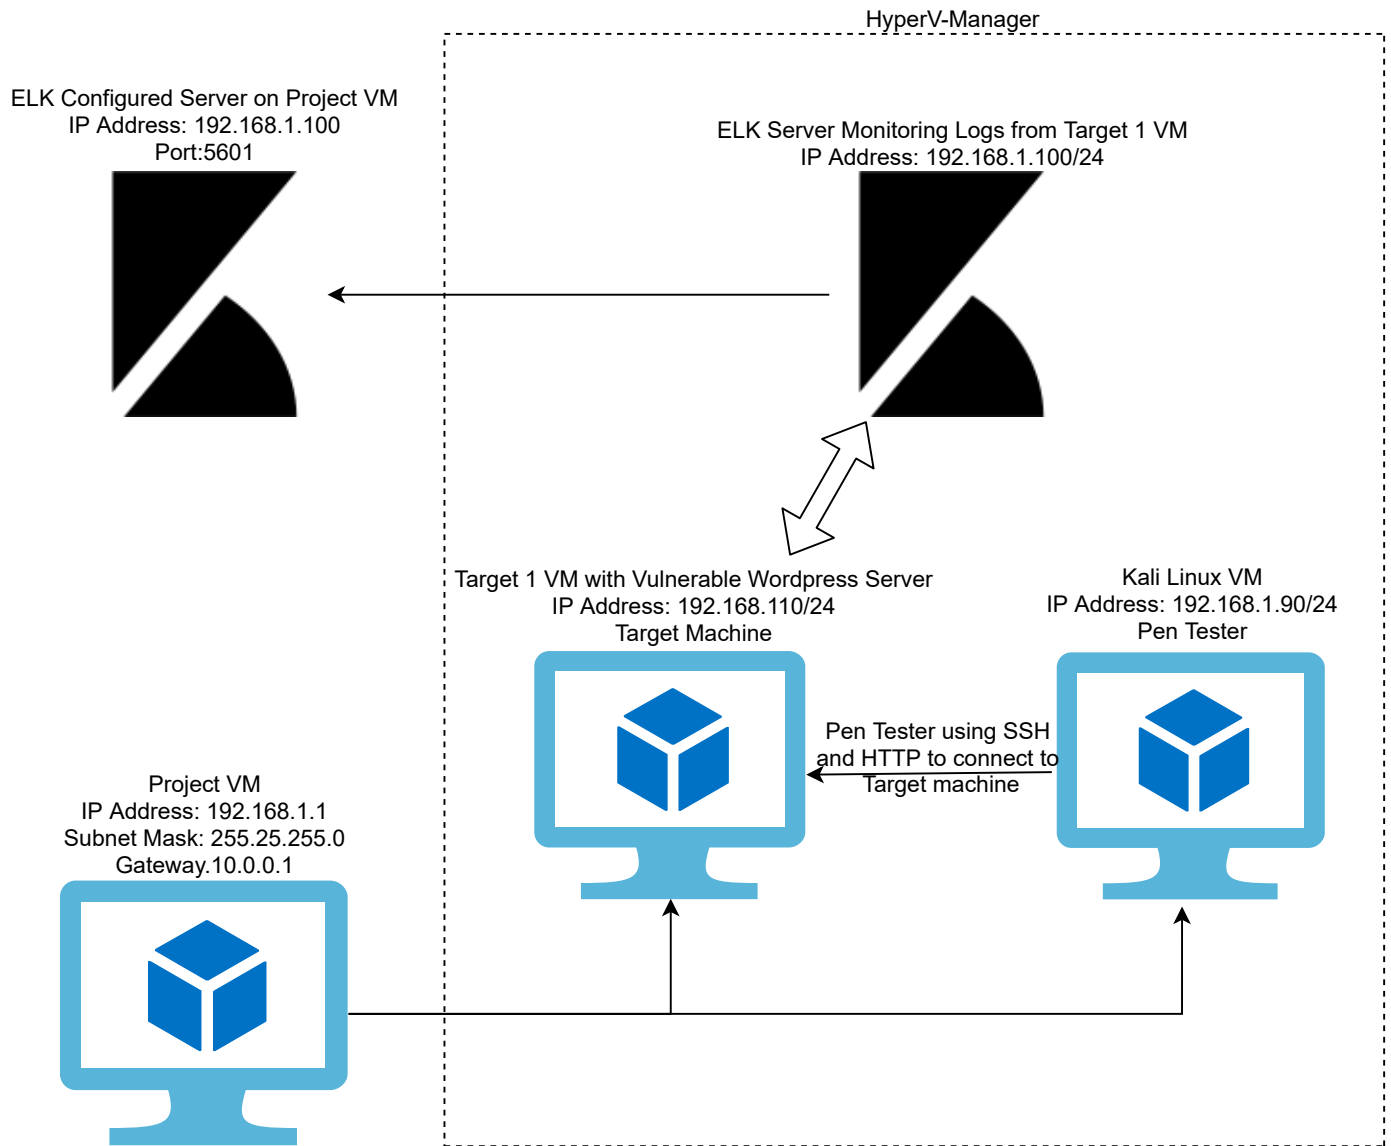 HyperV-Manager
ELK Configured Server on Project VM
IP Address: 192.168.1.100
Port:5601
ELK Server Monitoring Logs from Target 1 VM
IP Address: 192.168.1.100/24
Target 1 VM with Vulnerable Wordpress Server
IP Address: 192.168.110/24
Target Machine
Kali Linux VM
IP Address: 192.168.1.90/24
Pen Tester
Pen Tester using SSH
and HTTP to connect to
Target machine
Project VM
IP Address: 192.168.1.1
Subnet Mask: 255.25.255.0
Gateway.10.0.0.1